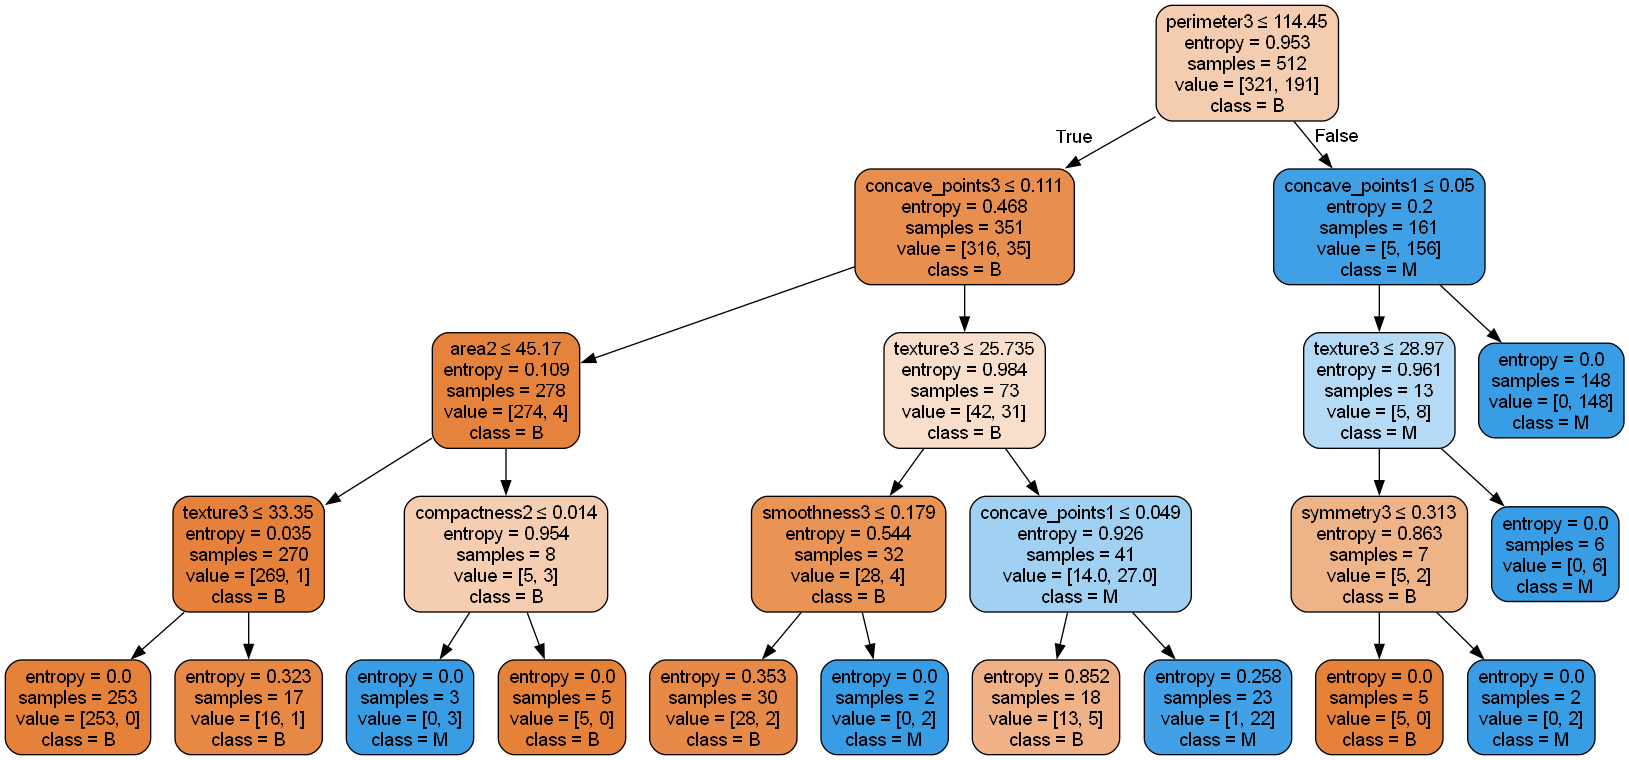 perimeter3 ≤ 114.45
entropy = 0.953
samples = 512
value = [321, 191]
class = B
True
False
concave_points3 ≤ 0.111
entropy = 0.468
samples = 351
value = [316, 35]
class = B
concave_points1 ≤ 0.05
entropy = 0.2
samples = 161
value = [5, 156]
class = M
area2 ≤ 45.17
entropy = 0.109
samples = 278
value = [274, 4]
class = B
texture3 ≤ 25.735
entropy = 0.984
samples = 73
value = [42, 31]
class = B
texture3 ≤ 28.97
entropy = 0.961
samples = 13
value = [5, 8]
class = M
entropy = 0.0
samples = 148
value = [0, 148]
class = M
texture3 ≤ 33.35
entropy = 0.035
samples = 270
value = [269, 1]
class = B
compactness2 ≤ 0.014
entropy = 0.954
samples = 8
value = [5, 3]
class = B
smoothness3 ≤ 0.179
entropy = 0.544
samples = 32
value = [28, 4]
class = B
concave_points1 ≤ 0.049
entropy = 0.926
samples = 41
value = [14.0, 27.0]
class = M
symmetry3 ≤ 0.313
entropy = 0.863
samples = 7
value = [5, 2]
class = B
entropy = 0.0
samples = 6
value = [0, 6]
class = M
entropy = 0.0
samples = 253
value = [253, 0]
class = B
entropy = 0.323
samples = 17
value = [16, 1]
class = B
entropy = 0.0
samples = 3
value = [0, 3]
class = M
entropy = 0.0
samples = 5
value = [5, 0]
class = B
entropy = 0.353
samples = 30
value = [28, 2]
class = B
entropy = 0.0
samples = 2
value = [0, 2]
class = M
entropy = 0.852
samples = 18
value = [13, 5]
class = B
entropy = 0.258
samples = 23
value = [1, 22]
class = M
entropy = 0.0
samples = 5
value = [5, 0]
class = B
entropy = 0.0
samples = 2
value = [0, 2]
class = M